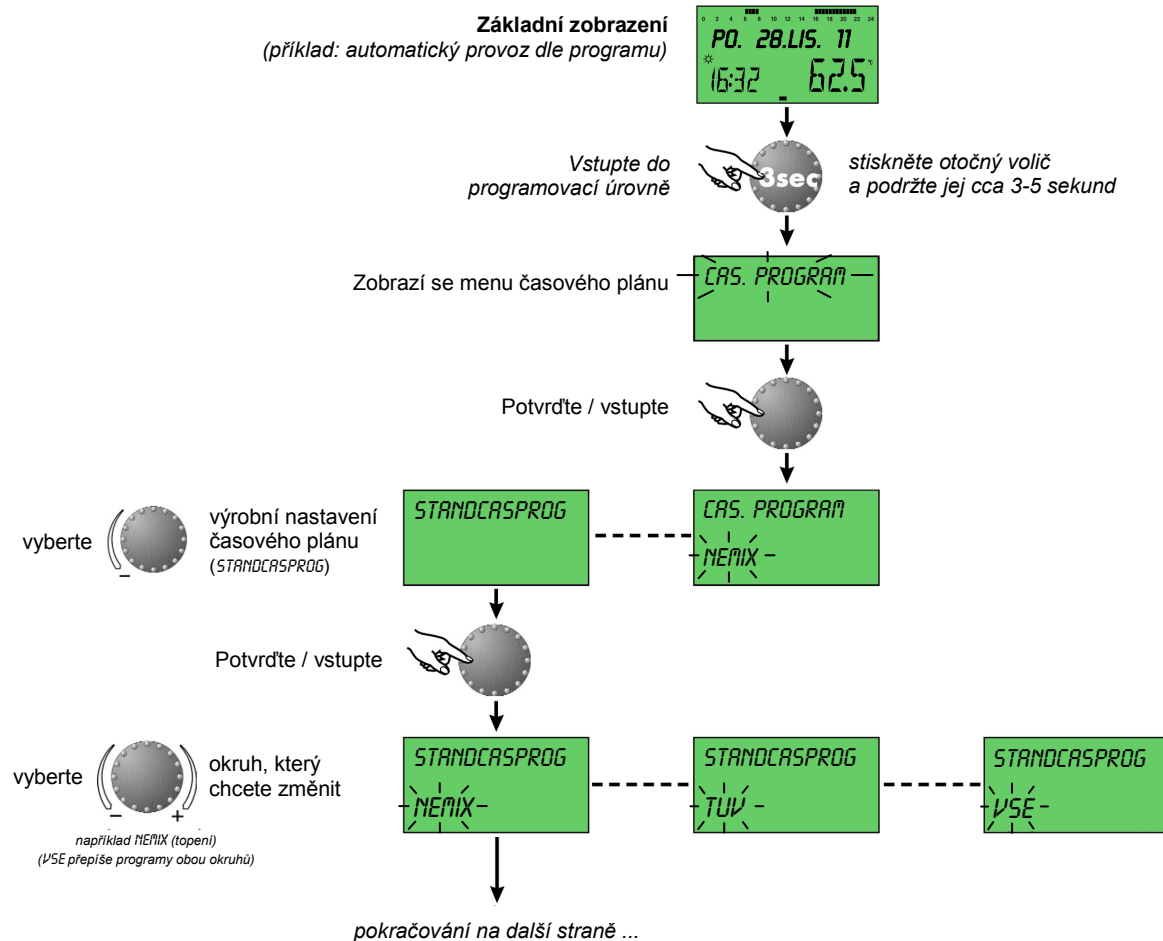 Základní zobrazení
(příklad: automatický provoz dle programu)
0 2 4 6 8 10 12 14 16 18 20 22 24
PO. 28.LIS. 11
16:32 62.5 °C
Vstupte do
programovací úrovně
3sec
stiskněte otočný volič
a podržte jej cca 3-5 sekund
Zobrazí se menu časového plánu
CAS. PROGRAM
Potvrďte / vstupte
vyberte
-
výrobní nastavení
časového plánu
(STANDCASPROG)
STANDCASPROG
CAS. PROGRAM
NEMIX
Potvrďte / vstupte
vyberte
- +
okruh, který
chcete změnit
například NEMIX (topení)
(VSE přepíše programy obou okruhů)
STANDCASPROG
NEMIX
STANDCASPROG
TUV
STANDCASPROG
VSE
pokračování na další straně ...